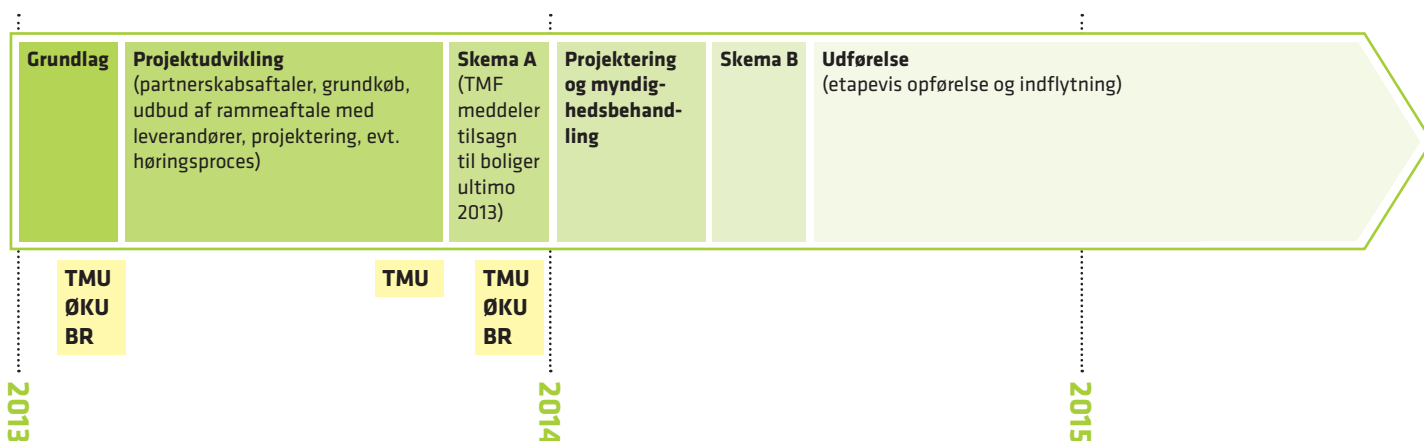 Grundlag
Projektudvikling
(partnerskabsaftaler, grundkøb,
udbud af rammeaftale med
leverandører, projektering, evt.
høringsproces)
Skema A
(TMF
meddeler
tilsagn
til boliger
ultimo
2013)
Projektering
og myndig-
hedsbehand-
ling
Skema B
Udførelse
(etapevis opførelse og indflytning)
TMU
ØKU
BR
TMU
TMU
ØKU
BR
2013
2014
2015